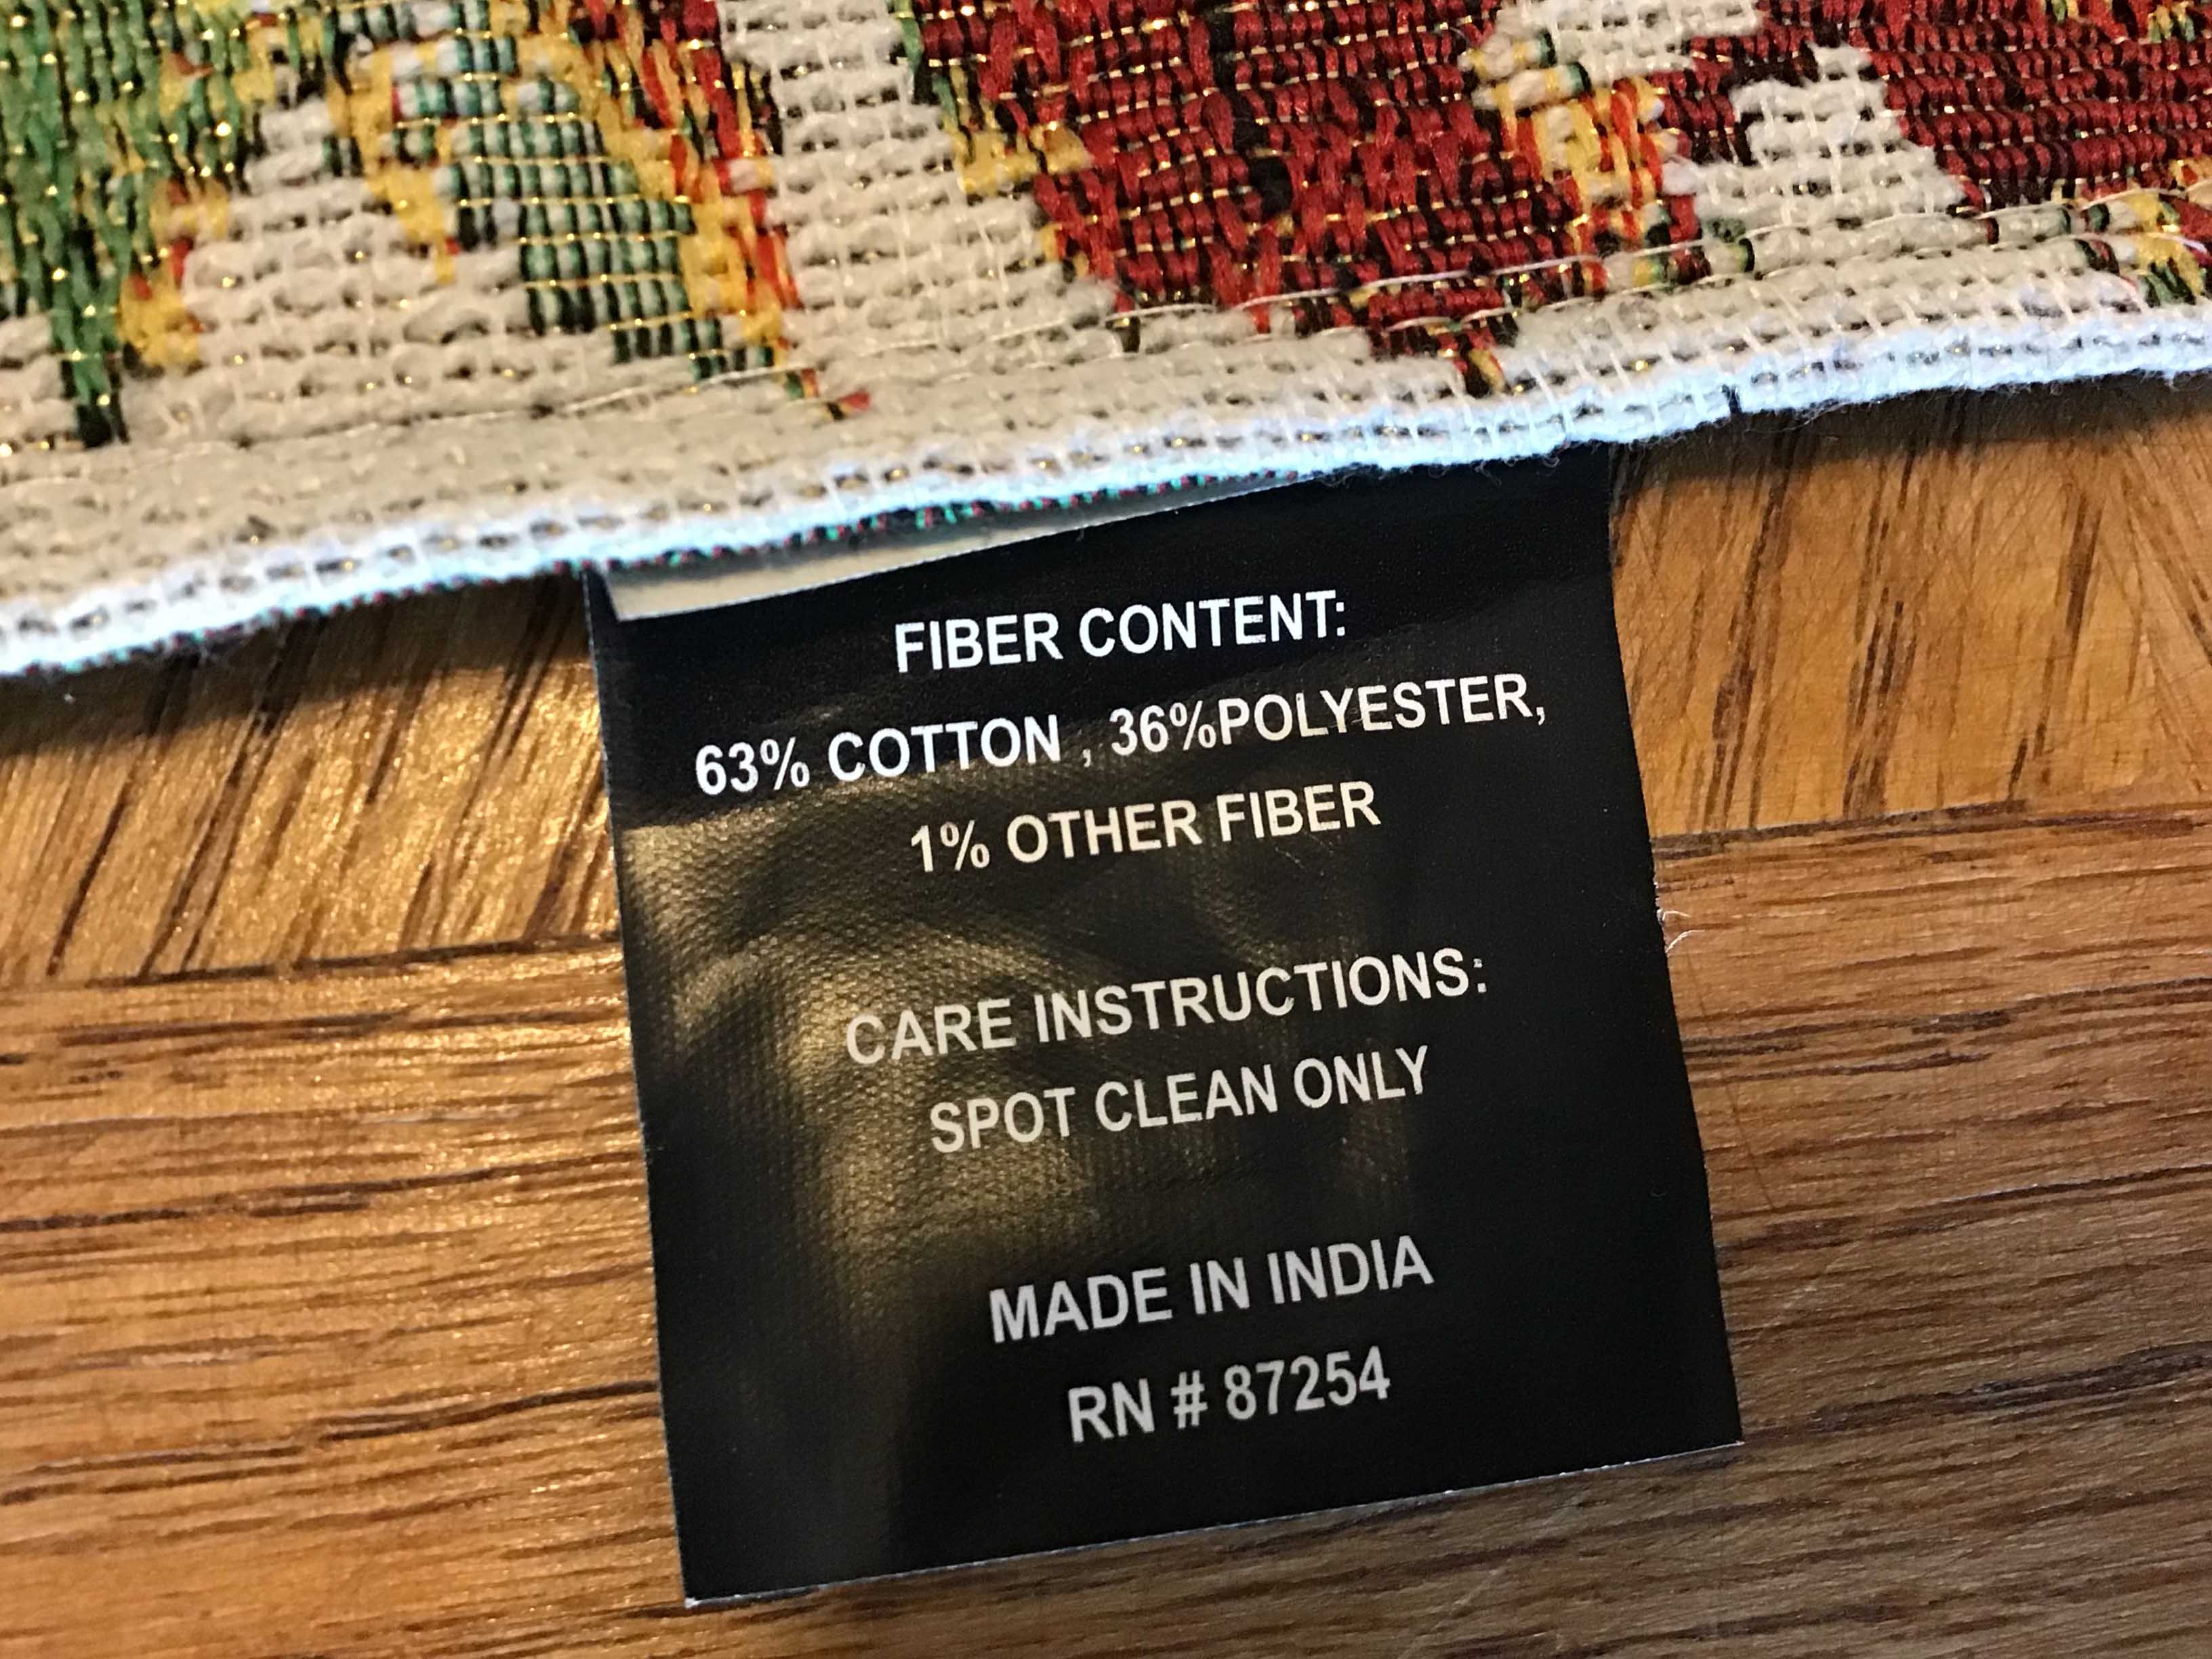 FIBER CONTENT:
63% COTTON , 36%POLYESTER,
1% OTHER FIBER
CARE INSTRUCTIONS:
SPOT CLEAN ONLY
MADE IN INDIA
RN # 87254